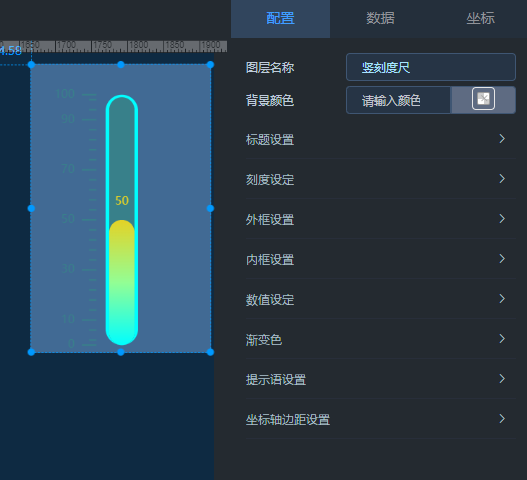 配置 数据 坐标
4.58
1650 1700 1750 1800 1850 1900
图层名称 竖刻度尺
背景颜色 请输入颜色
标题设置
刻度设定
外框设置
内框设置
数值设定
渐变色
提示语设置
坐标轴边距设置
100
90
70
50
50
30
10
0